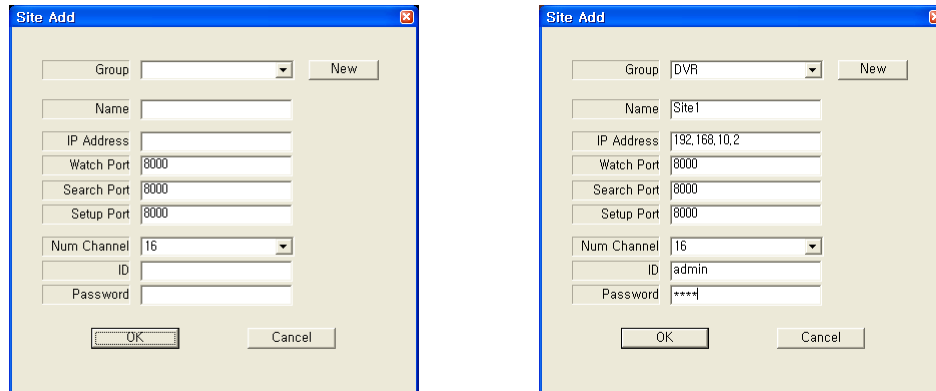 Site Add
Group New
Name
IP Address
Watch Port 8000
Search Port 8000
Setup Port 8000
Num Channel 16
ID
Password
OK Cancel
Site Add
Group DVR New
Name Site1
IP Address 192,168,10,2
Watch Port 8000
Search Port 8000
Setup Port 8000
Num Channel 16
ID admin
Password ****
OK Cancel